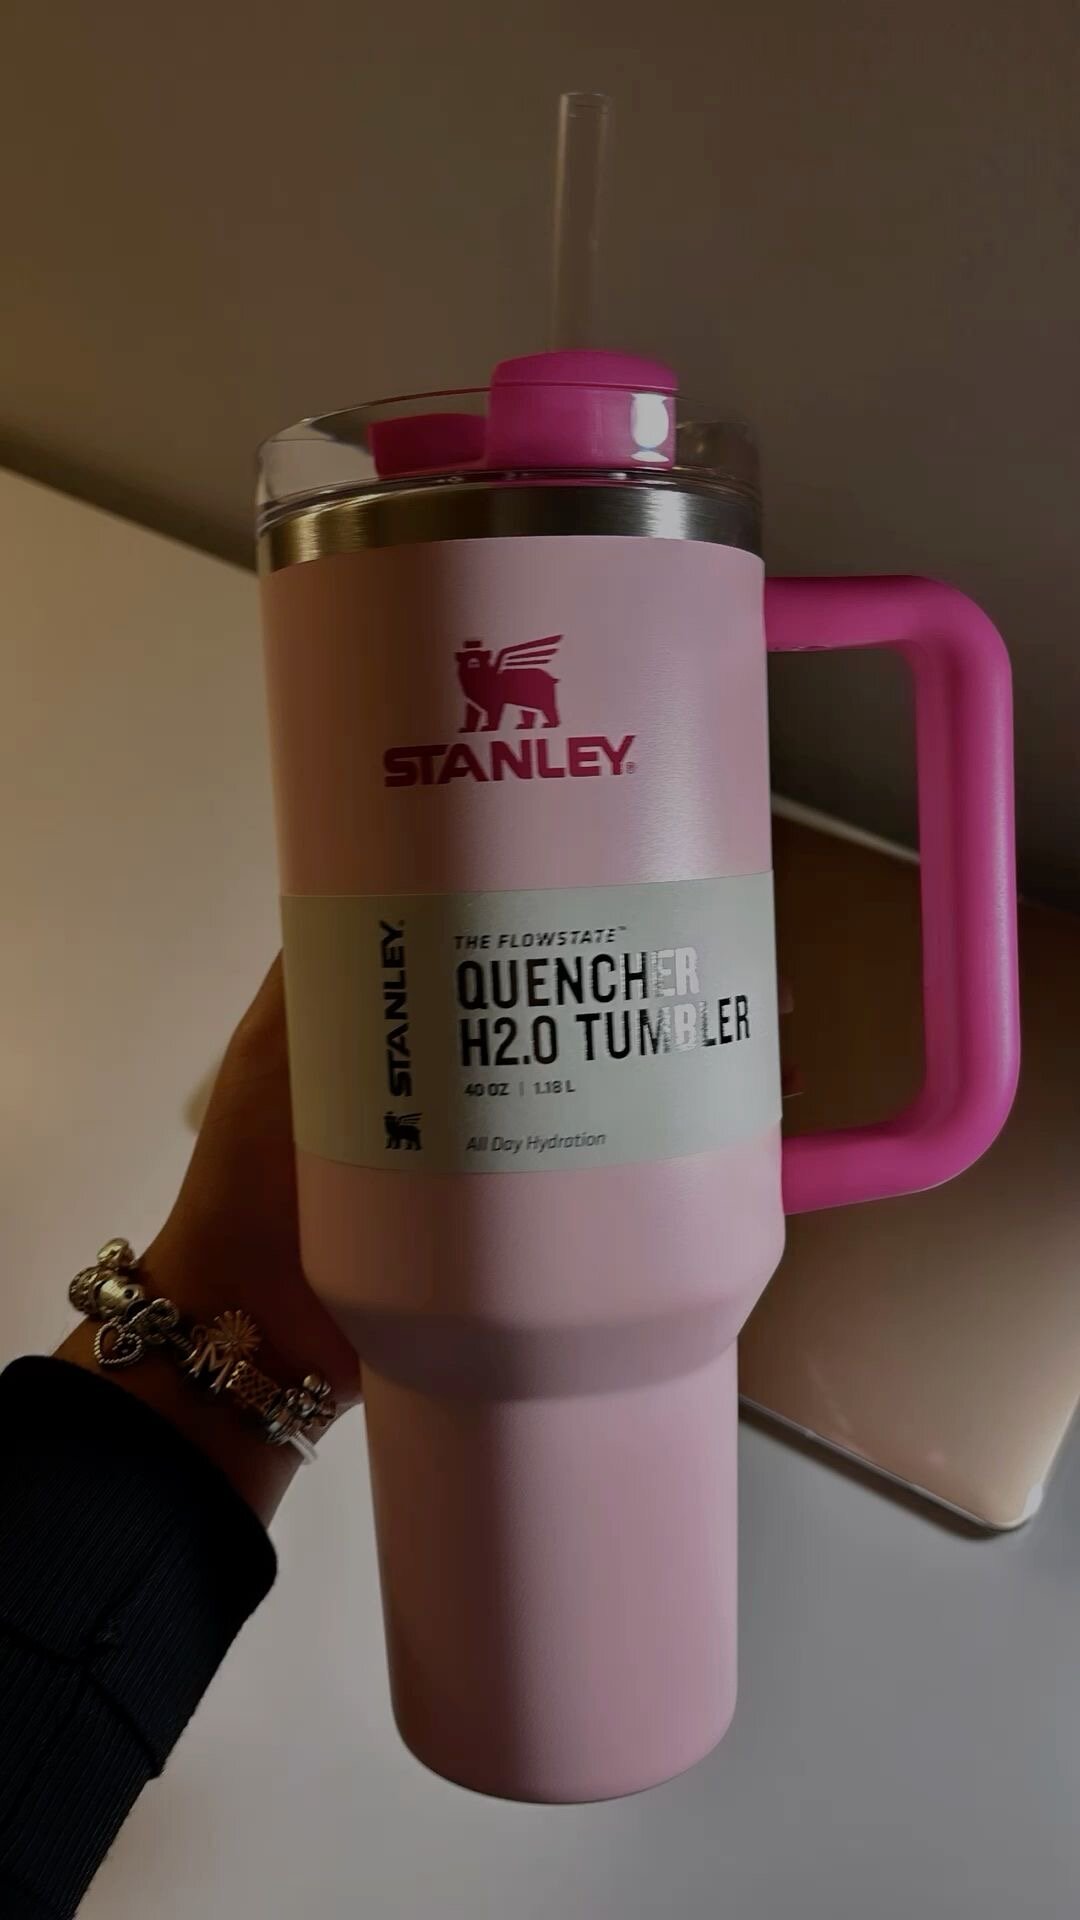 STANLEY®
STANLEY®
THE FLOWSTATE™
QUENCHER
H2.0 TUMBLER
40 OZ | 1.18 L
All Day Hydration
M